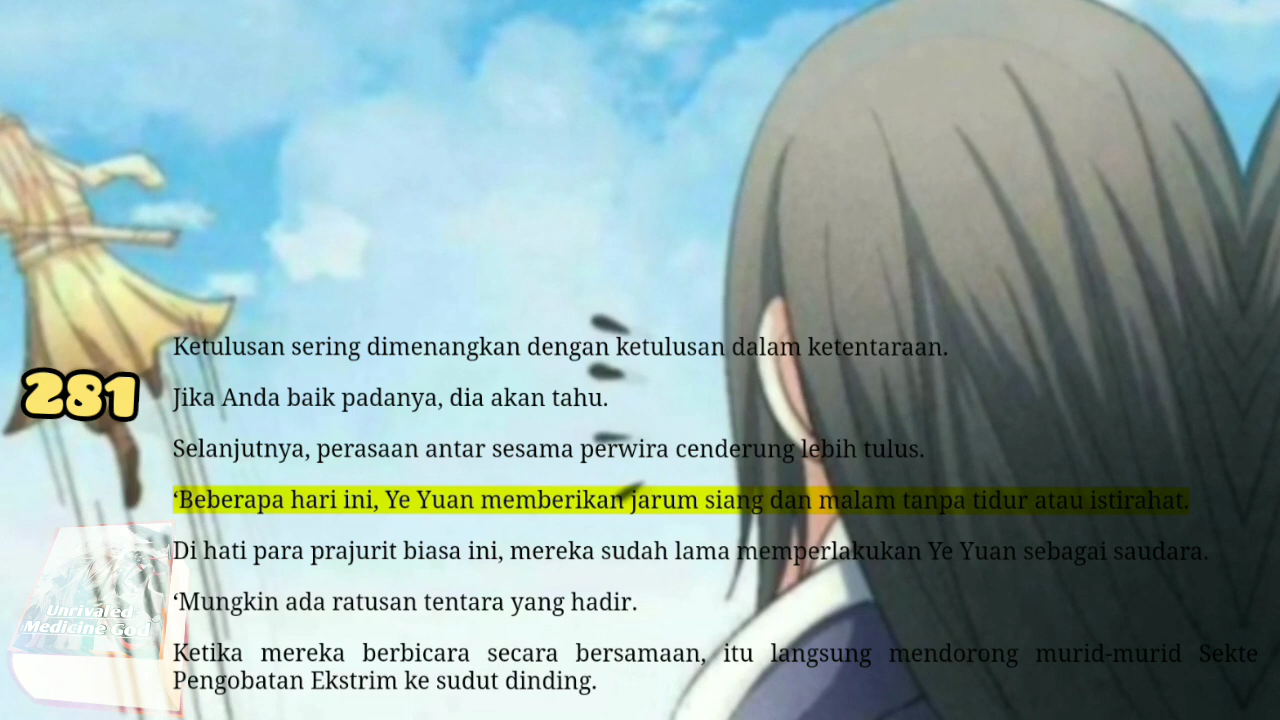 Ketulusan sering dimenangkan dengan ketulusan dalam ketentaraan.
281
Jika Anda baik padanya, dia akan tahu.
Selanjutnya, perasaan antar sesama perwira cenderung lebih tulus.
‘Beberapa hari ini, Ye Yuan memberikan jarum siang dan malam tanpa tidur atau istirahat.
Di hati para prajurit biasa ini, mereka sudah lama memperlakukan Ye Yuan sebagai saudara.
‘Mungkin ada ratusan tentara yang hadir.
Unrivaled
Medicine God
Ketika mereka berbicara secara bersamaan, itu langsung mendorong murid-murid Sekte
Pengobatan Ekstrim ke sudut dinding.